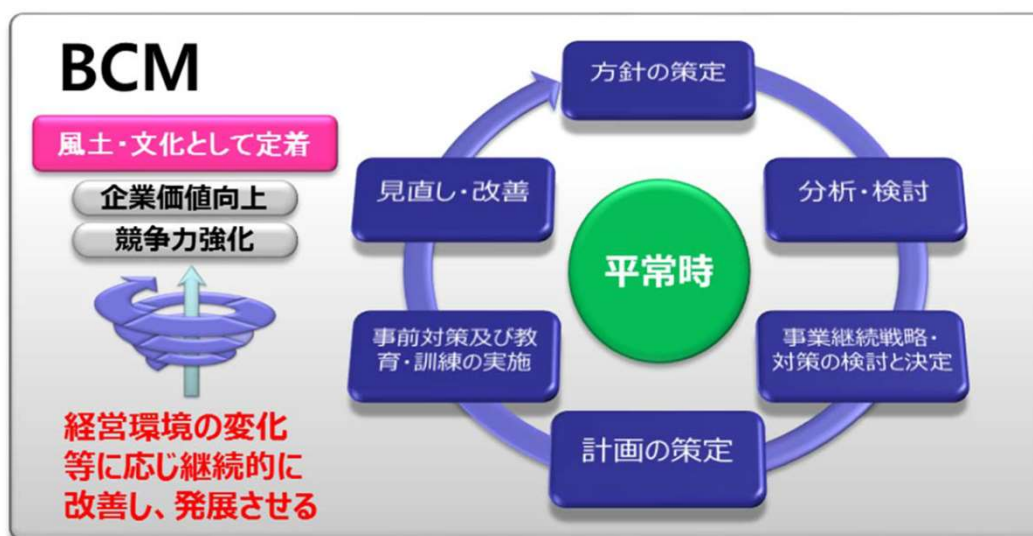 BCM
風土・文化として定着
企業価値向上
競争力強化
経営環境の変化
等に応じ継続的に
改善し、発展させる
方針の策定
分析・検討
事業継続戦略・
対策の検討と決定
計画の策定
事前対策及び教
育・訓練の実施
見直し・改善
平常時